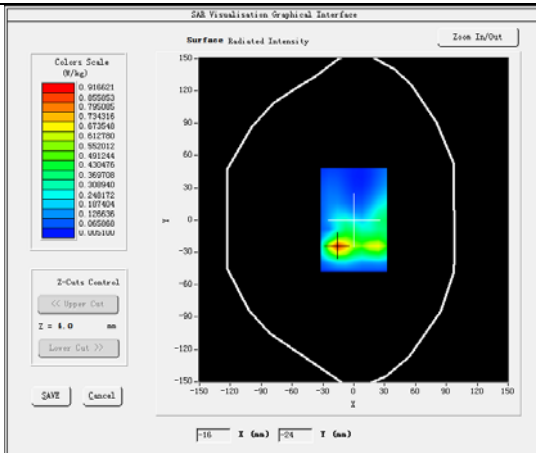 SAR Visualisation Graphical Interface
Surface Radiated Intensity
Zoom In/Out
Colors Scale
(W/kg)
0.916621
0.855853
0.795085
0.734316
0.673548
0.612780
0.552012
0.491244
0.430476
0.369708
0.308940
0.248172
0.187404
0.126636
0.065868
0.005100
150
120
90
60
30
0
-30
-60
-90
-120
-150
Y
-150 -120 -90 -60 -30 0 30 60 90 120 150
X
Z-Cuts Control
<< Upper Cut
Z = 4.0 mm
Lower Cut >>
SAVE Cancel
-16 X (mm) -24 Y (mm)